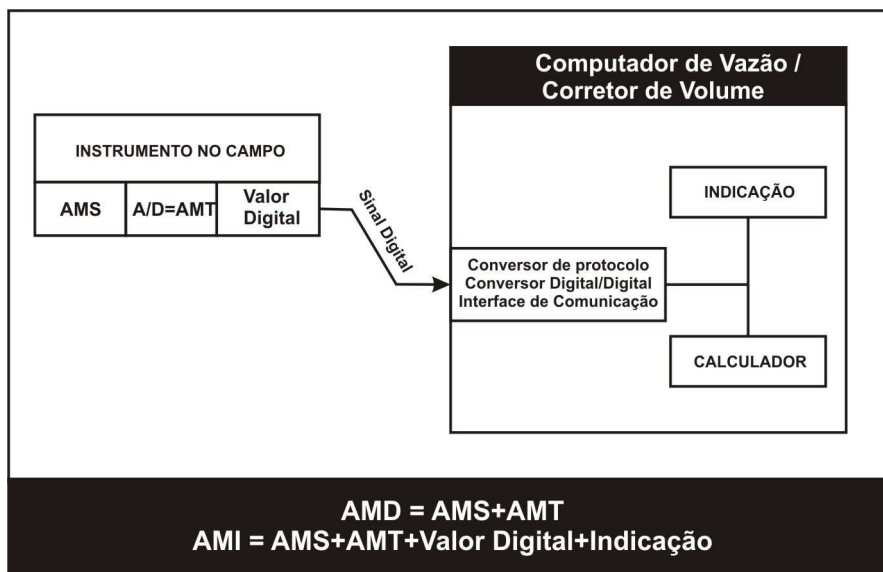 Computador de Vazão /
Corretor de Volume
INSTRUMENTO NO CAMPO
AMS
A/D=AMT
Valor
Digital
Sinal Digital
INDICAÇÃO
Conversor de protocolo
Conversor Digital/Digital
Interface de Comunicação
CALCULADOR
AMD = AMS+AMT
AMI = AMS+AMT+Valor Digital+Indicação